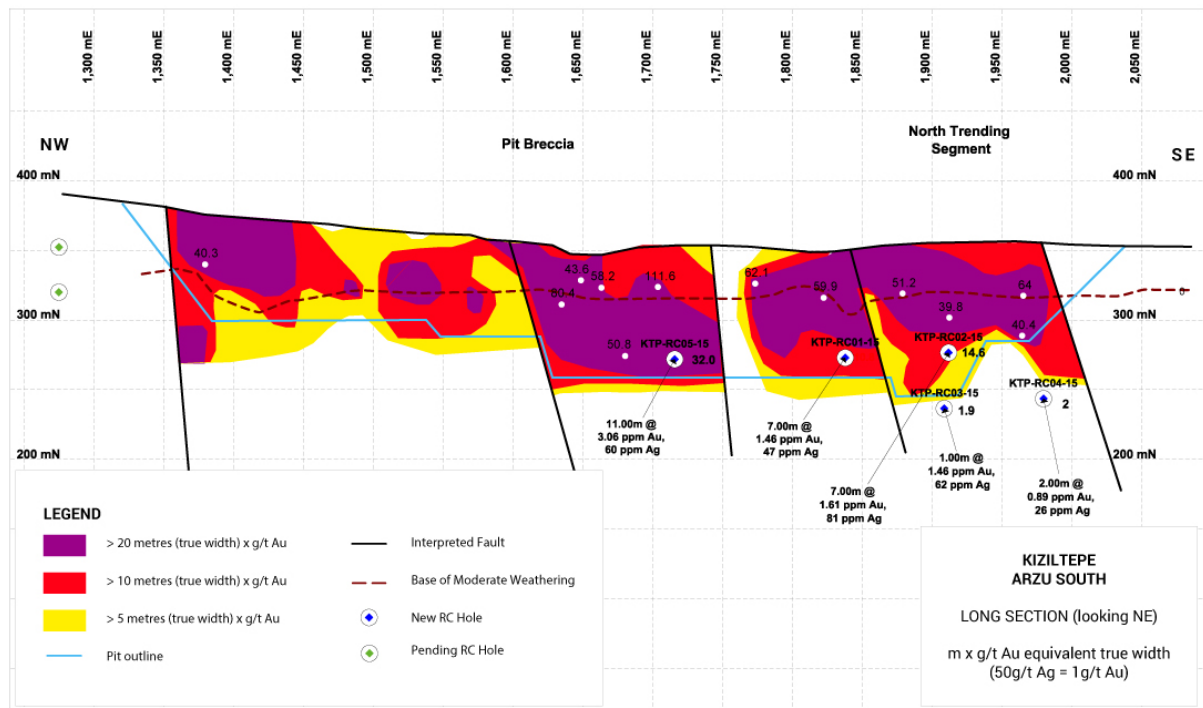 1,300 mE
1,350 mE
1,400 mE
1,450 mE
1,500 mE
1,550 mE
1,600 mE
1,650 mE
1,700 mE
1,750 mE
1,800 mE
1,850 mE
1,900 mE
1,950 mE
2,000 mE
2,050 mE
NW
Pit Breccia
North Trending
Segment
SE
400 mN
400 mN
300 mN
300 mN
200 mN
200 mN
40.3
43.6
58.2
111.6
80.4
50.8
62.1
59.9
51.2
64
39.8
40.4
0
KTP-RC05-15
32.0
KTP-RC01-15
KTP-RC02-15
14.6
KTP-RC03-15
1.9
KTP-RC04-15
2
11.00m @
3.06 ppm Au,
60 ppm Ag
7.00m @
1.46 ppm Au,
47 ppm Ag
7.00m @
1.61 ppm Au,
81 ppm Ag
1.00m @
1.46 ppm Au,
62 ppm Ag
2.00m @
0.89 ppm Au,
26 ppm Ag
LEGEND
> 20 metres (true width) x g/t Au
> 10 metres (true width) x g/t Au
> 5 metres (true width) x g/t Au
Pit outline
Interpreted Fault
Base of Moderate Weathering
New RC Hole
Pending RC Hole
KIZILTEPE
ARZU SOUTH
LONG SECTION (looking NE)
m x g/t Au equivalent true width
(50g/t Ag = 1g/t Au)